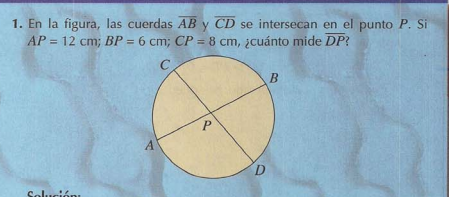 1. En la figura, las cuerdas AB y CD se intersecan en el punto P. Si
AP = 12 cm; BP = 6 cm; CP = 8 cm, ¿cuánto mide DP?
C
B
P
A
D
Solución: